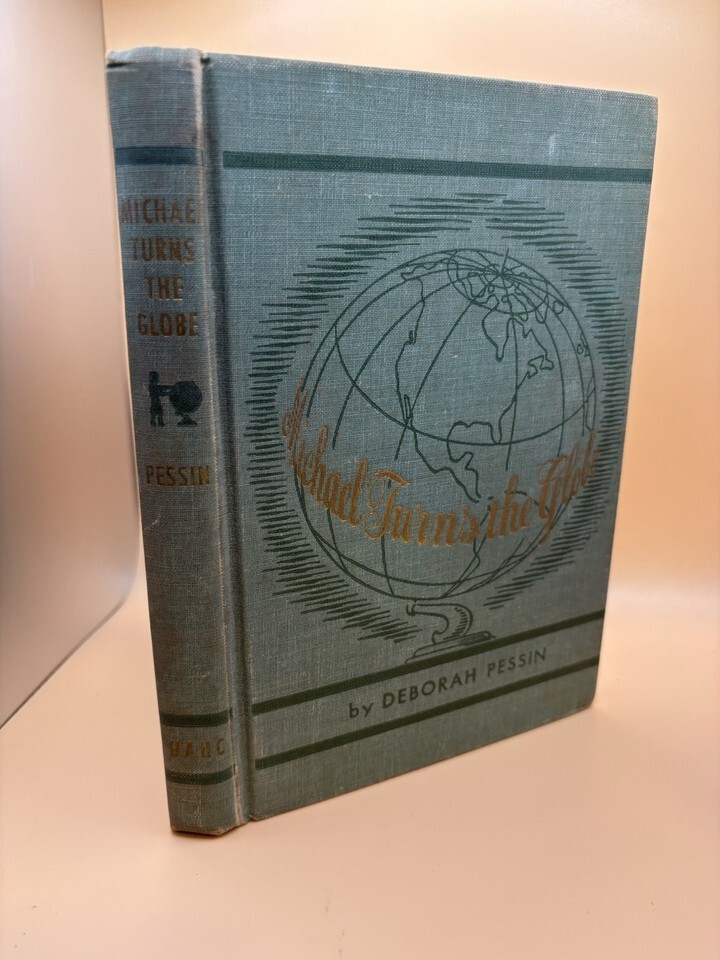 MICHAEL
TURNS
THE
GLOBE
PESSIN
UAHC
Michael Turns the Globe
by DEBORAH PESSIN